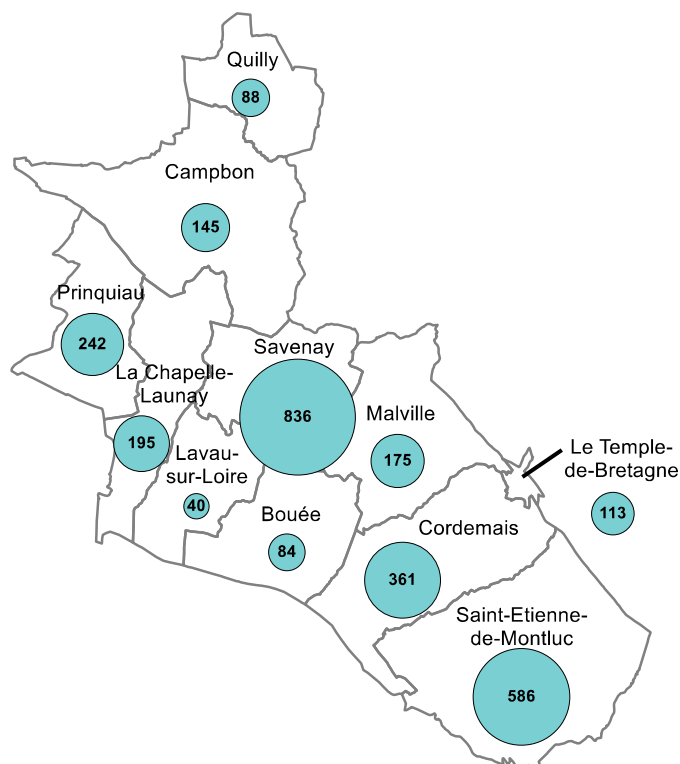 Quilly
88
Campbon
145
Prinquiau
242
La Chapelle-
Launay
195
Savenay
836
Malville
175
Lavau-
sur-Loire
40
Bouée
84
Le Temple-
de-Bretagne
113
Cordemais
361
Saint-Etienne-
de-Montluc
586